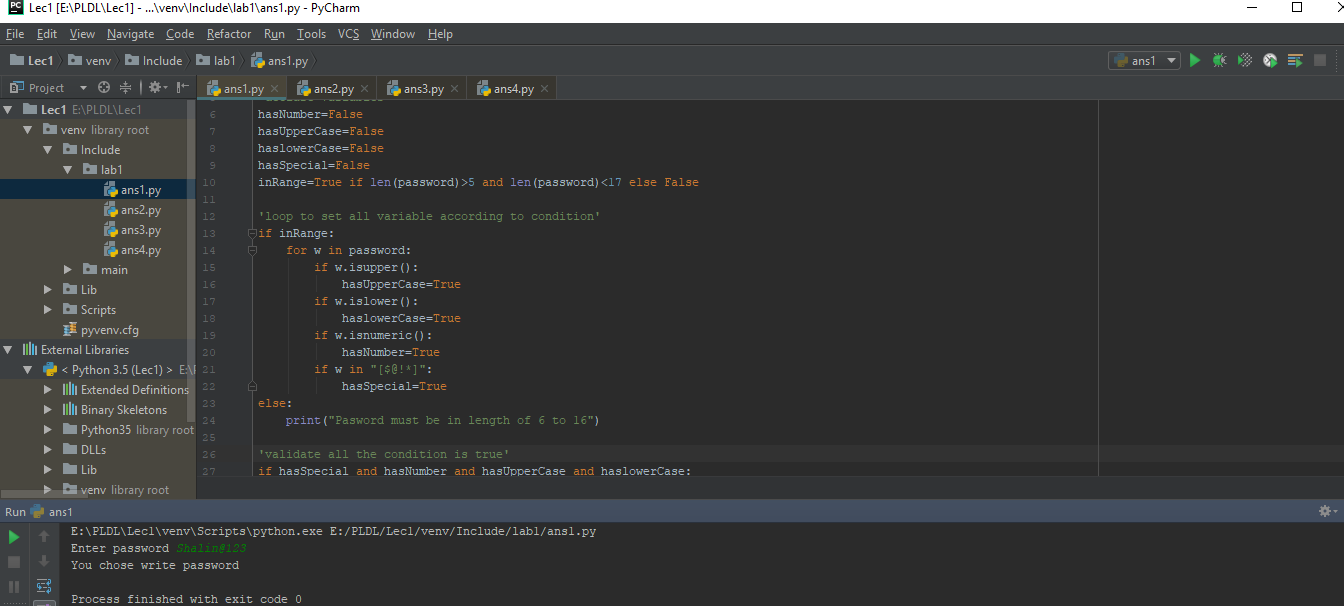 PC Lec1 [E:\PLDL\Lec1] - ...\venv\Include\lab1\ans1.py - PyCharm
File Edit View Navigate Code Refactor Run Tools VCS Window Help
Lec1 venv Include lab1 ans1.py ans1
Project ans1.py ans2.py ans3.py ans4.py
Lec1 E:\PLDL\Lec1
venv library root
Include
lab1
ans1.py
ans2.py
ans3.py
ans4.py
main
Lib
Scripts
pyvenv.cfg
External Libraries
< Python 3.5 (Lec1) > E:\
Extended Definitions
Binary Skeletons
Python35 library root
DLLs
Lib
venv library root
6 hasNumber=False
7 hasUpperCase=False
8 haslowerCase=False
9 hasSpecial=False
10 inRange=True if len(password)>5 and len(password)<17 else False
11
12 'loop to set all variable according to condition'
13 if inRange:
14 for w in password:
15 if w.isupper():
16 hasUpperCase=True
17 if w.islower():
18 haslowerCase=True
19 if w.isnumeric():
20 hasNumber=True
21 if w in "[$@!*]":
22 hasSpecial=True
23 else:
24 print("Pasword must be in length of 6 to 16")
25
26 'validate all the condition is true'
27 if hasSpecial and hasNumber and hasUpperCase and haslowerCase:
Run ans1
E:\PLDL\Lec1\venv\Scripts\python.exe E:/PLDL/Lec1/venv/Include/lab1/ans1.py
Enter password Shalin@123
You chose write password
Process finished with exit code 0